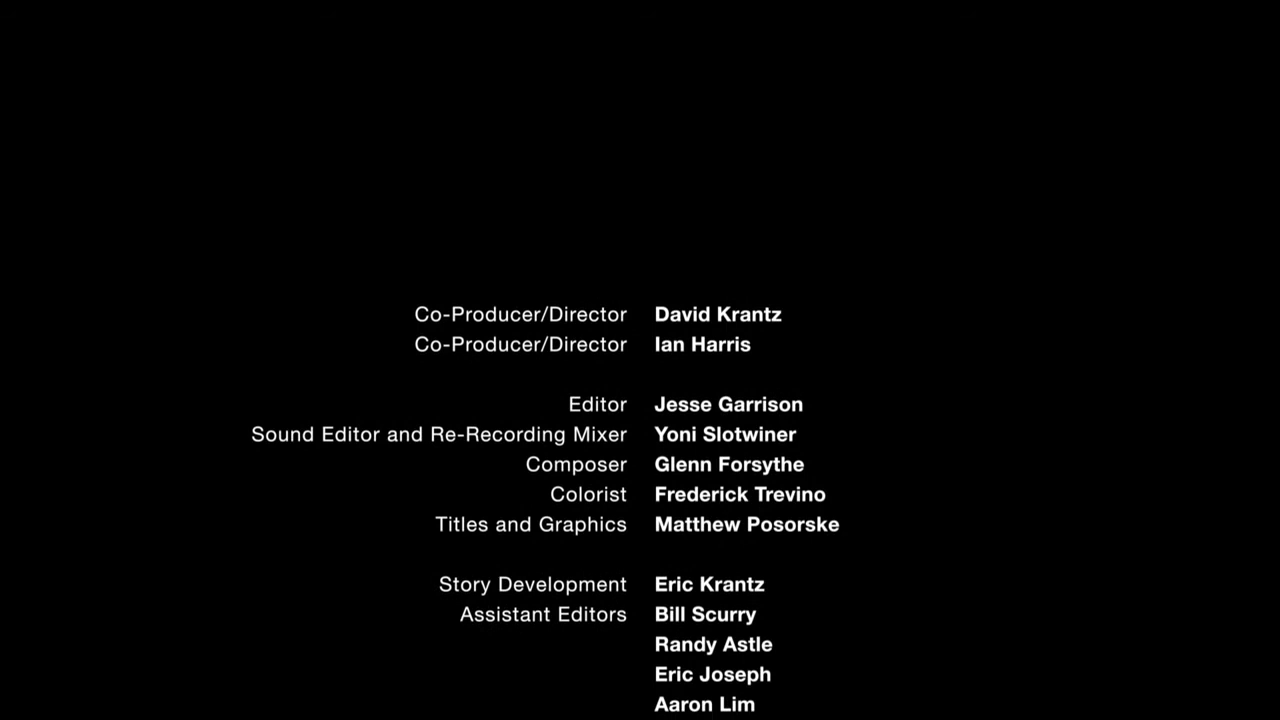 Co-Producer/Director David Krantz
Co-Producer/Director Ian Harris
Editor Jesse Garrison
Sound Editor and Re-Recording Mixer Yoni Slotwiner
Composer Glenn Forsythe
Colorist Frederick Trevino
Titles and Graphics Matthew Posorske
Story Development Eric Krantz
Assistant Editors Bill Scurry
Randy Astle
Eric Joseph
Aaron Lim